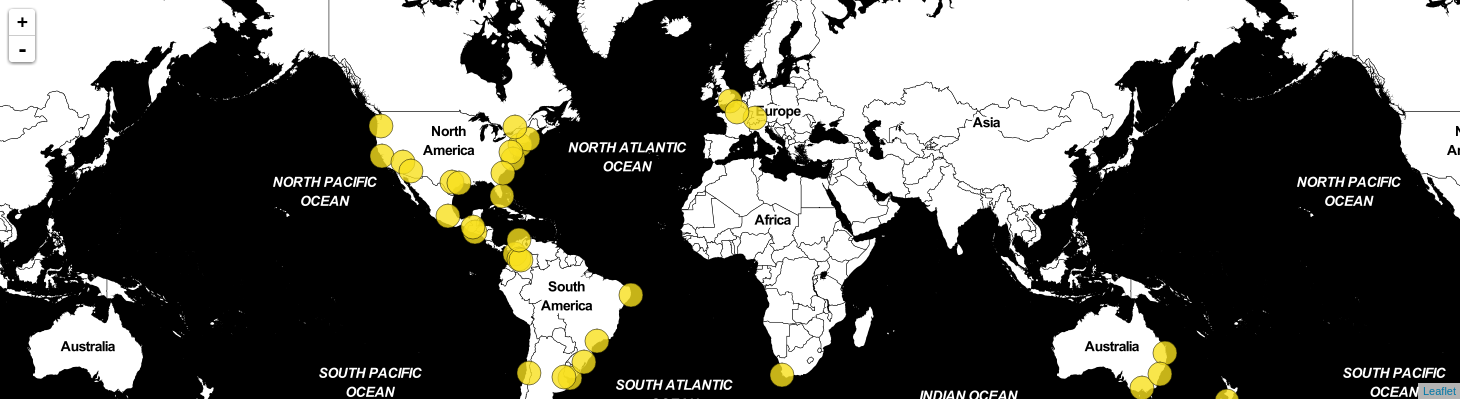 +
-
North
America
NORTH PACIFIC
OCEAN
NORTH ATLANTIC
OCEAN
Europe
Asia
Africa
South
America
Australia
SOUTH PACIFIC
OCEAN
SOUTH ATLANTIC
INDIAN OCEAN
Australia
NORTH PACIFIC
OCEAN
SOUTH PACIFIC
OCEAN
Leaflet